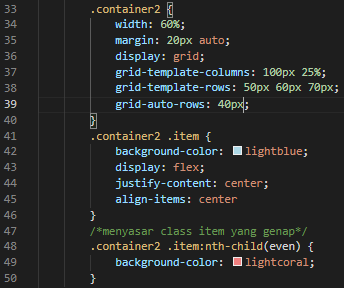 33 .container2 {
34 width: 60%;
35 margin: 20px auto;
36 display: grid;
37 grid-template-columns: 100px 25%;
38 grid-template-rows: 50px 60px 70px;
39 grid-auto-rows: 40px;
40 }
41 .container2 .item {
42 background-color: lightblue;
43 display: flex;
44 justify-content: center;
45 align-items: center
46 }
47 /*menyasar class item yang genap*/
48 .container2 .item:nth-child(even) {
49 background-color: lightcoral;
50 }